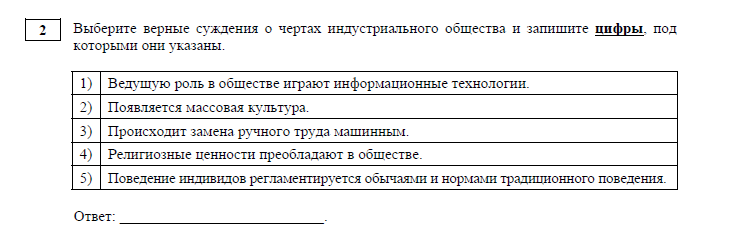 2 Выберите верные суждения о чертах индустриального общества и запишите цифры, под
которыми они указаны.
1) Ведущую роль в обществе играют информационные технологии.
2) Появляется массовая культура.
3) Происходит замена ручного труда машинным.
4) Религиозные ценности преобладают в обществе.
5) Поведение индивидов регламентируется обычаями и нормами традиционного поведения.
Ответ: ___________________________.